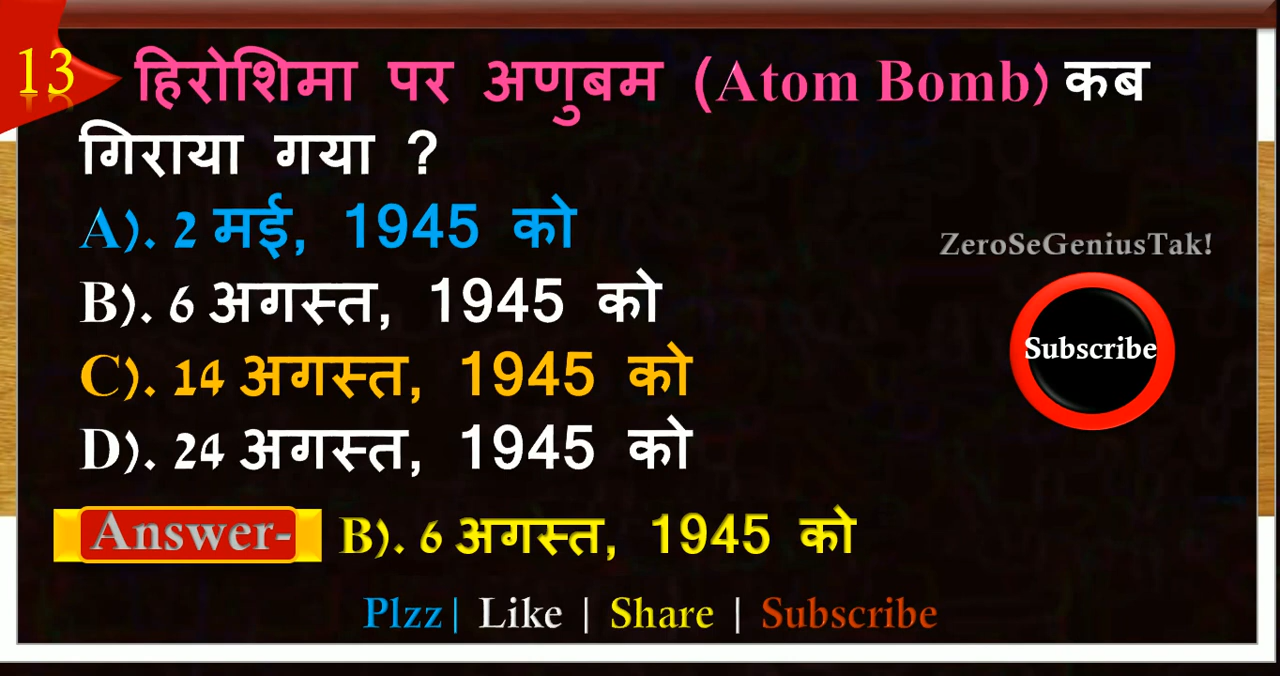 13
हिरोशिमा पर अणुबम (Atom Bomb) कब
गिराया गया ?
A). 2 मई, 1945 को
ZeroSeGeniusTak!
B). 6 अगस्त, 1945 को
Subscribe
C). 14 अगस्त, 1945 को
D). 24 अगस्त, 1945 को
Answer- B). 6 अगस्त, 1945 को
Plzz| Like | Share | Subscribe